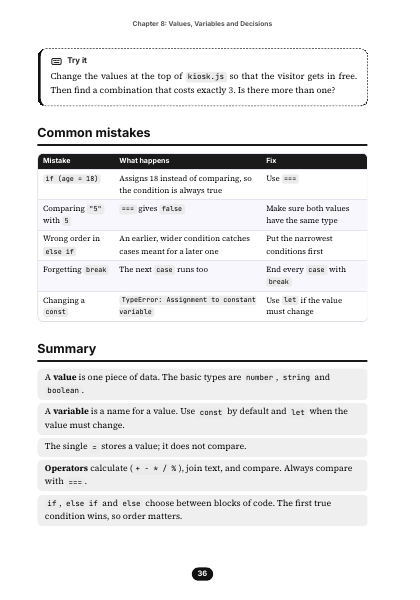 Chapter 8: Values, Variables and Decisions
Try it
Change the values at the top of kiosk.js so that the visitor gets in free.
Then find a combination that costs exactly 3. Is there more than one?
Common mistakes
Mistake What happens Fix
if (age = 18) Assigns 18 instead of comparing, so Use ===
the condition is always true
Comparing "5" === gives false Make sure both values
with 5 have the same type
Wrong order in An earlier, wider condition catches Put the narrowest
else if cases meant for a later one conditions first
Forgetting break The next case runs too End every case with
break
Changing a TypeError: Assignment to constant Use let if the value
const variable must change
Summary
A value is one piece of data. The basic types are number, string and
boolean.
A variable is a name for a value. Use const by default and let when the
value must change.
The single = stores a value; it does not compare.
Operators calculate (+ - * / %), join text, and compare. Always compare
with ===.
if, else if and else choose between blocks of code. The first true
condition wins, so order matters.
36